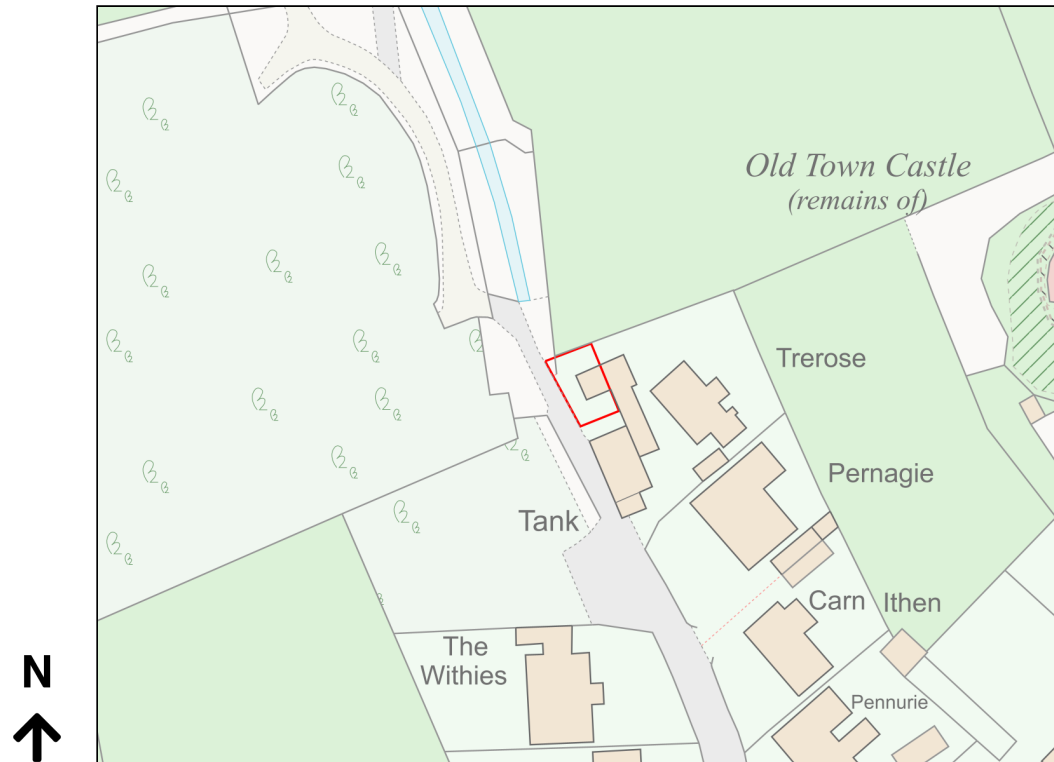 Old Town Castle
(remains of)
Trerose
Pernagie
Tank
Carn Ithen
The
Withies
Pennurie
N